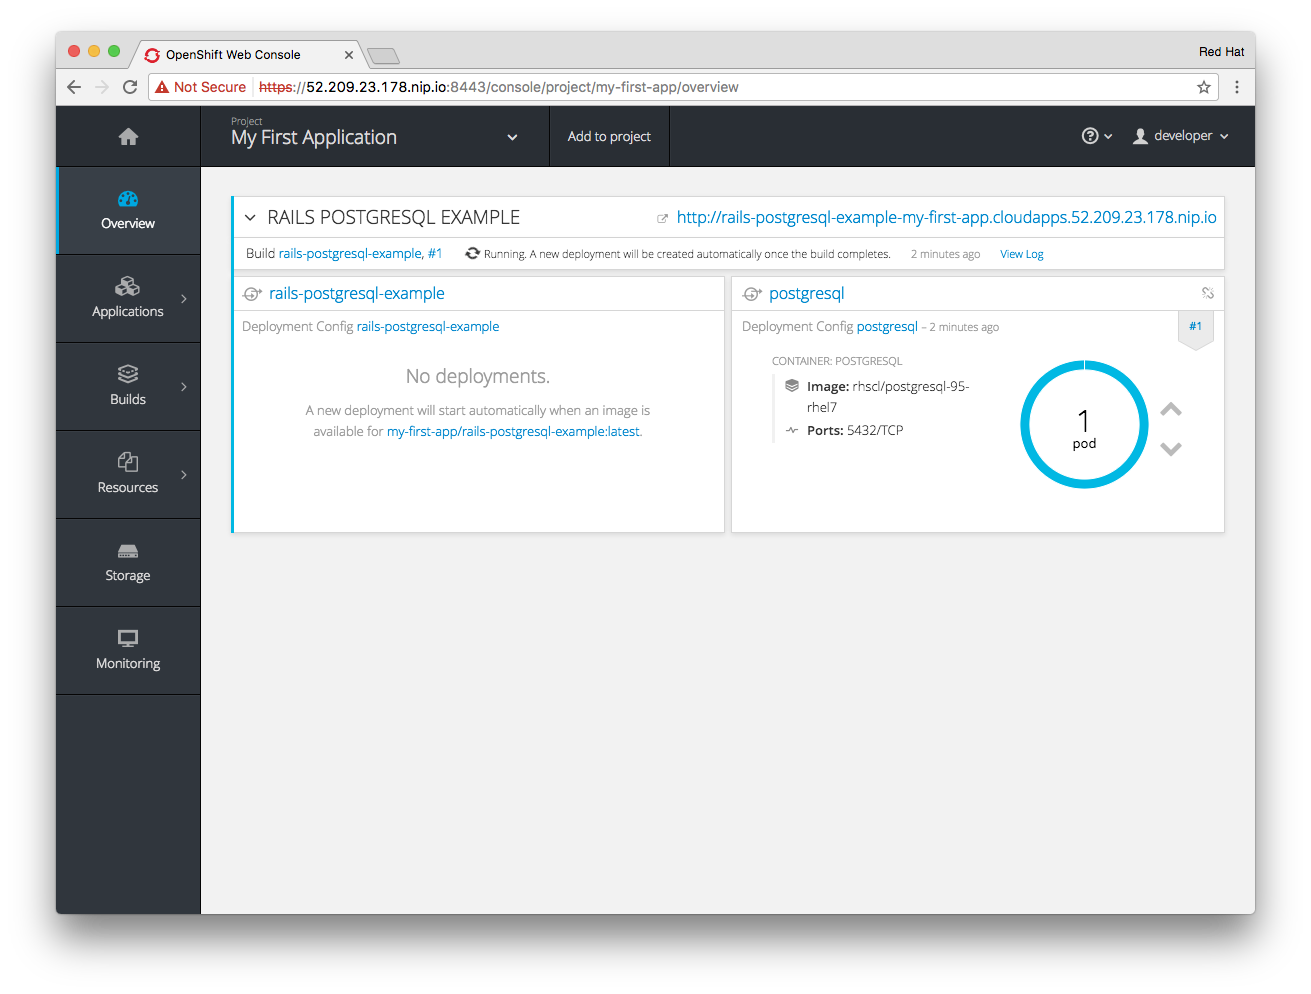 OpenShift Web Console
Red Hat
Not Secure https://52.209.23.178.nip.io:8443/console/project/my-first-app/overview
Project
My First Application
Add to project
developer
Overview
Applications
Builds
Resources
Storage
Monitoring
RAILS POSTGRESQL EXAMPLE
http://rails-postgresql-example-my-first-app.cloudapps.52.209.23.178.nip.io
Build rails-postgresql-example, #1 Running. A new deployment will be created automatically once the build completes. 2 minutes ago View Log
rails-postgresql-example
Deployment Config rails-postgresql-example
No deployments.
A new deployment will start automatically when an image is
available for my-first-app/rails-postgresql-example:latest.
postgresql
Deployment Config postgresql – 2 minutes ago
#1
CONTAINER: POSTGRESQL
Image: rhscl/postgresql-95-
rhel7
Ports: 5432/TCP
1
pod